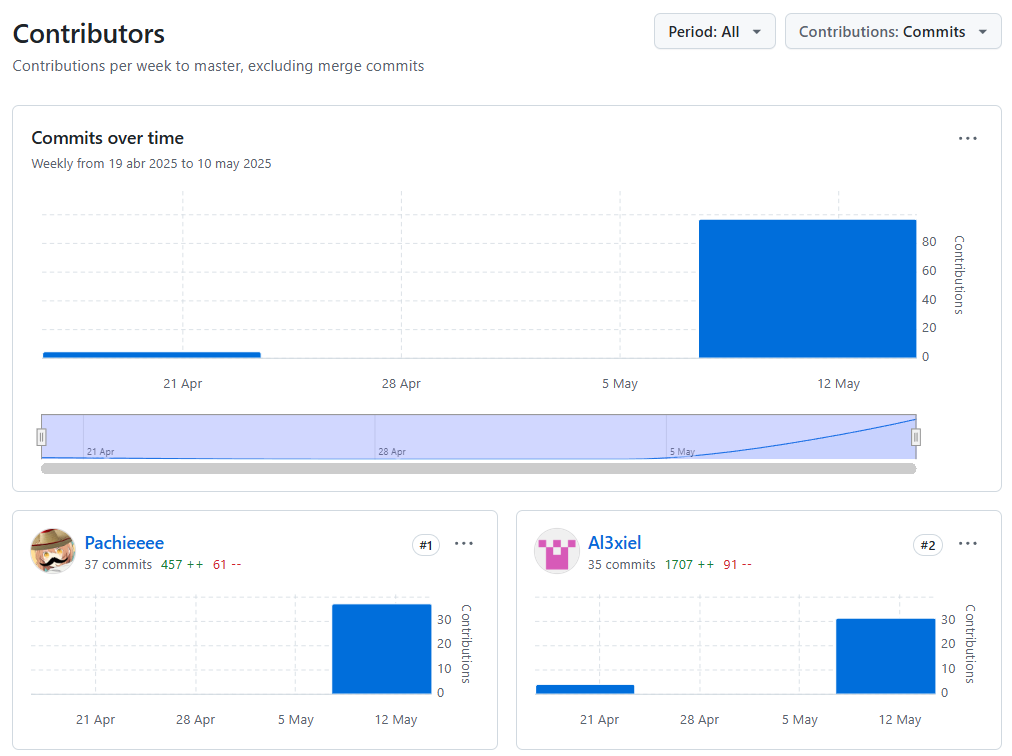 Contributors
Period: All
Contributions: Commits
Contributions per week to master, excluding merge commits
Commits over time
Weekly from 19 abr 2025 to 10 may 2025
80
60
40
20
0
Contributions
21 Apr 28 Apr 5 May 12 May
21 Apr 28 Apr 5 May
Pachieeee
#1
37 commits 457 ++ 61 --
30
20
10
0
Contributions
21 Apr 28 Apr 5 May 12 May
Al3xiel
#2
35 commits 1707 ++ 91 --
30
20
10
0
Contributions
21 Apr 28 Apr 5 May 12 May